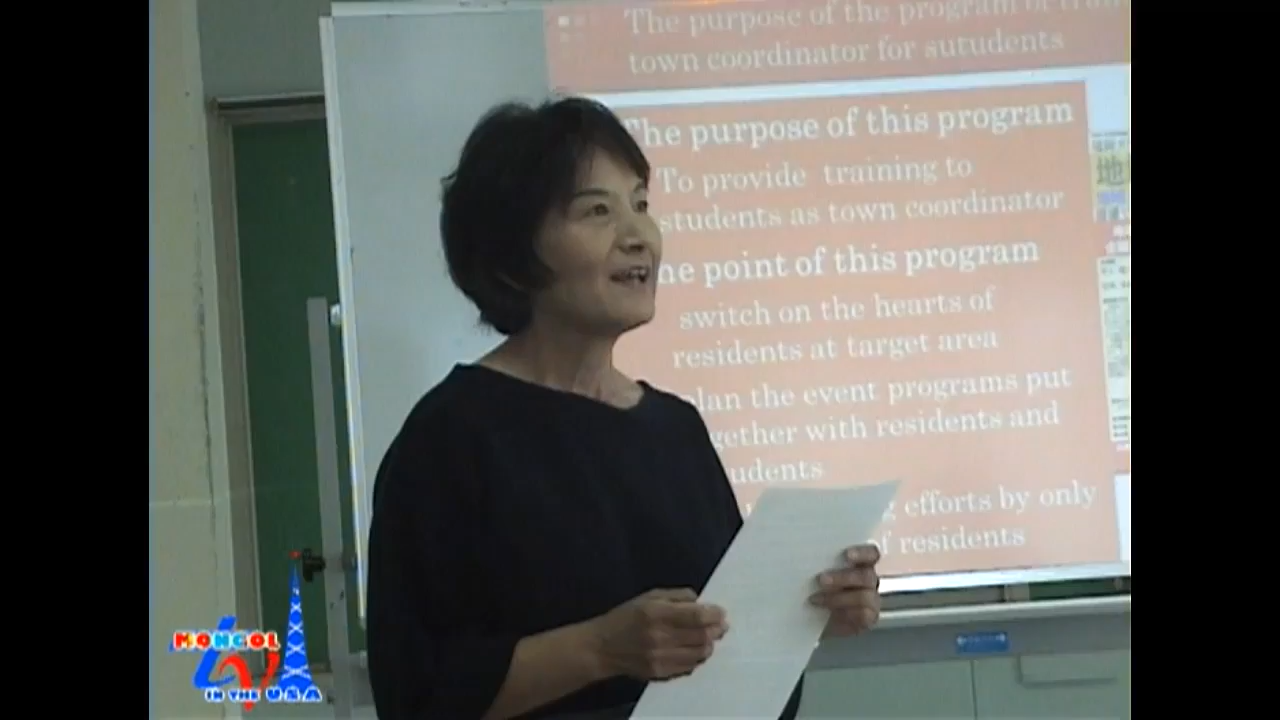 The purpose of the program of
town coordinator for sutudents
The purpose of this program
To provide training to
students as town coordinator
he point of this program
switch on the hearts of
residents at target area
plan the event programs put
gether with residents and
udents
efforts by only
of residents
地
MONGOL
TV
IN THE USA